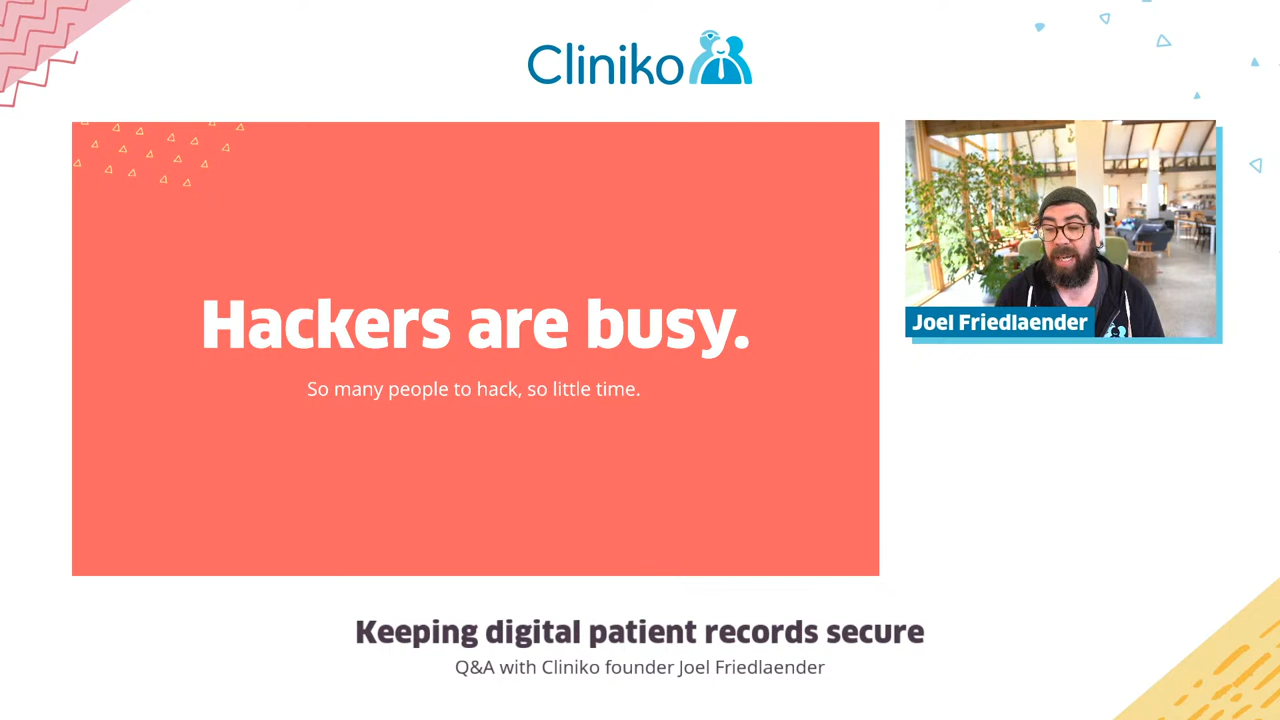 Cliniko
Hackers are busy.
So many people to hack, so little time.
Joel Friedlaender
Keeping digital patient records secure
Q&A with Cliniko founder Joel Friedlaender